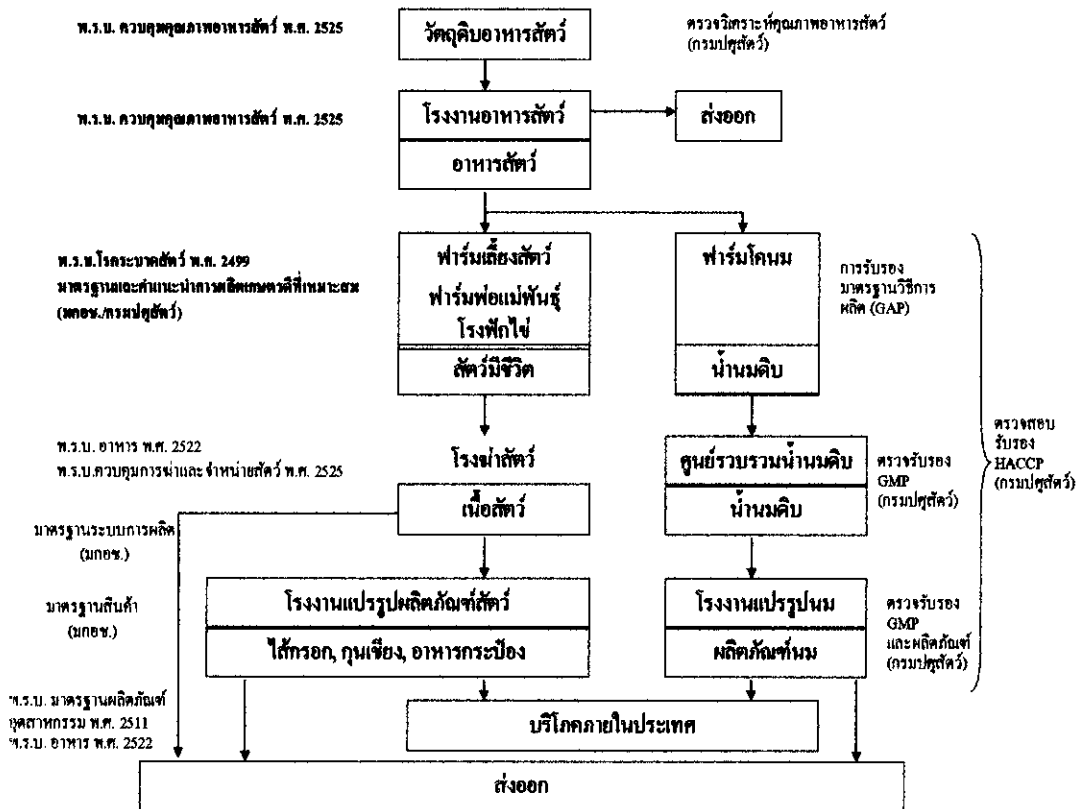 พ.ร.บ. ควบคุมคุณภาพอาหารสัตว์ พ.ศ. 2525
วัตถุดิบอาหารสัตว์
ตรวจวิเคราะห์คุณภาพอาหารสัตว์
(กรมปศุสัตว์)
พ.ร.บ. ควบคุมคุณภาพอาหารสัตว์ พ.ศ. 2525
โรงงานอาหารสัตว์
ส่งออก
อาหารสัตว์
พ.ร.บ.โรคระบาดสัตว์ พ.ศ. 2499
มาตรฐานและคำแนะนำการผลิตเกษตรดีที่เหมาะสม
(มกอช./กรมปศุสัตว์)
ฟาร์มเลี้ยงสัตว์
ฟาร์มพ่อแม่พันธุ์
โรงฟักไข่
สัตว์มีชีวิต
ฟาร์มโคนม
น้ำนมดิบ
การรับรอง
มาตรฐานวิธีการ
ผลิต (GAP)
พ.ร.บ. อาหาร พ.ศ. 2522
พ.ร.บ.ควบคุมการฆ่าและจำหน่ายสัตว์ พ.ศ. 2525
โรงฆ่าสัตว์
เนื้อสัตว์
ศูนย์รวบรวมน้ำนมดิบ
น้ำนมดิบ
ตรวจรับรอง
GMP
(กรมปศุสัตว์)
ตรวจสอบ
รับรอง
HACCP
(กรมปศุสัตว์)
มาตรฐานระบบการผลิต
(มกอช.)
มาตรฐานสินค้า
(มกอช.)
โรงงานแปรรูปผลิตภัณฑ์สัตว์
ไส้กรอก, กุนเชียง, อาหารกระป๋อง
โรงงานแปรรูปนม
ผลิตภัณฑ์นม
ตรวจรับรอง
GMP
และผลิตภัณฑ์
(กรมปศุสัตว์)
พ.ร.บ. มาตรฐานผลิตภัณฑ์
อุตสาหกรรม พ.ศ. 2511
พ.ร.บ. อาหาร พ.ศ. 2522
บริโภคภายในประเทศ
ส่งออก